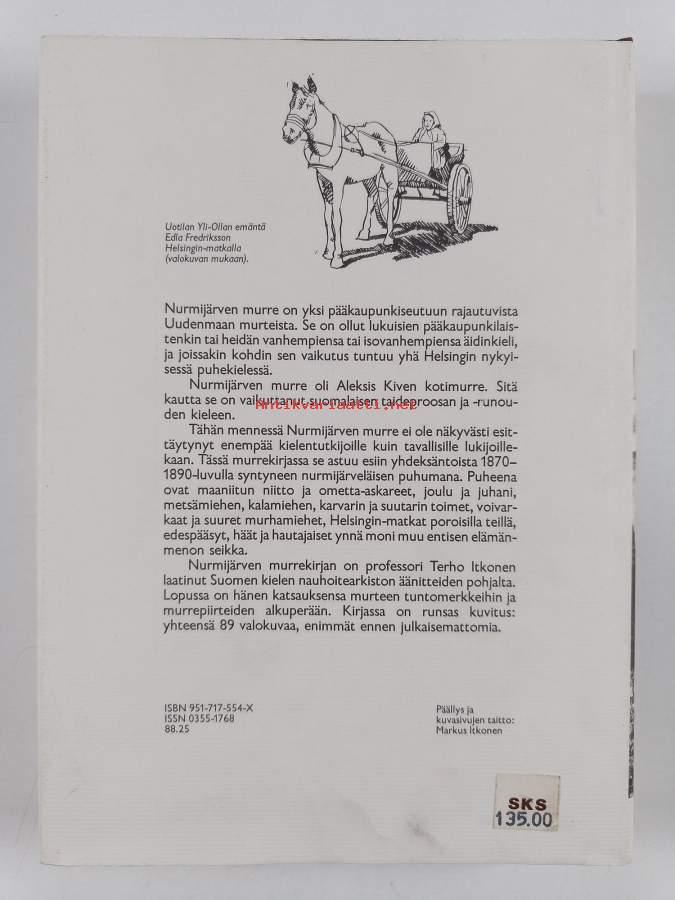 Uotilan Yli-Ollan emäntä
Edla Fredriksson
Helsingin-matkalla
(valokuvan mukaan).
Nurmijärven murre on yksi pääkaupunkiseutuun rajautuvista
Uudenmaan murteista. Se on ollut lukuisien pääkaupunkilais-
tenkin tai heidän vanhempiensa tai isovanhempiensa äidinkieli,
ja joissakin kohdin sen vaikutus tuntuu yhä Helsingin nykyi-
sessä puhekielessä.
Nurmijärven murre oli Aleksis Kiven kotimurre. Sitä
kautta se on vaikuttanut suomalaisen taideproosan ja -runou-
den kieleen.
Antikvariaatti.net
Tähän mennessä Nurmijärven murre ei ole näkyvästi esit-
täytynyt enempää kielentutkijoille kuin tavallisille lukijoille-
kaan. Tässä murrekirjassa se astuu esiin yhdeksäntoista 1870–
1890-luvulla syntyneen nurmijärveläisen puhumana. Puheena
ovat maaniitun niitto ja ometta-askareet, joulu ja juhani,
metsämiehen, kalamiehen, karvarin ja suutarin toimet, voivar-
kaat ja suuret murhamiehet, Helsingin-matkat poroisilla teillä,
edespääsyt, häät ja hautajaiset ynnä moni muu entisen elämän-
menon seikka.
Nurmijärven murrekirjan on professori Terho Itkonen
laatinut Suomen kielen nauhoitearkiston äänitteiden pohjalta.
Lopussa on hänen katsauksensa murteen tuntomerkkeihin ja
murrepiirteiden alkuperään. Kirjassa on runsas kuvitus:
yhteensä 89 valokuvaa, enimmät ennen julkaisemattomia.
ISBN 951-717-554-X
ISSN 0355-1768
88.25
Päällys ja
kuvasivujen taitto:
Markus Itkonen
SKS
135.00